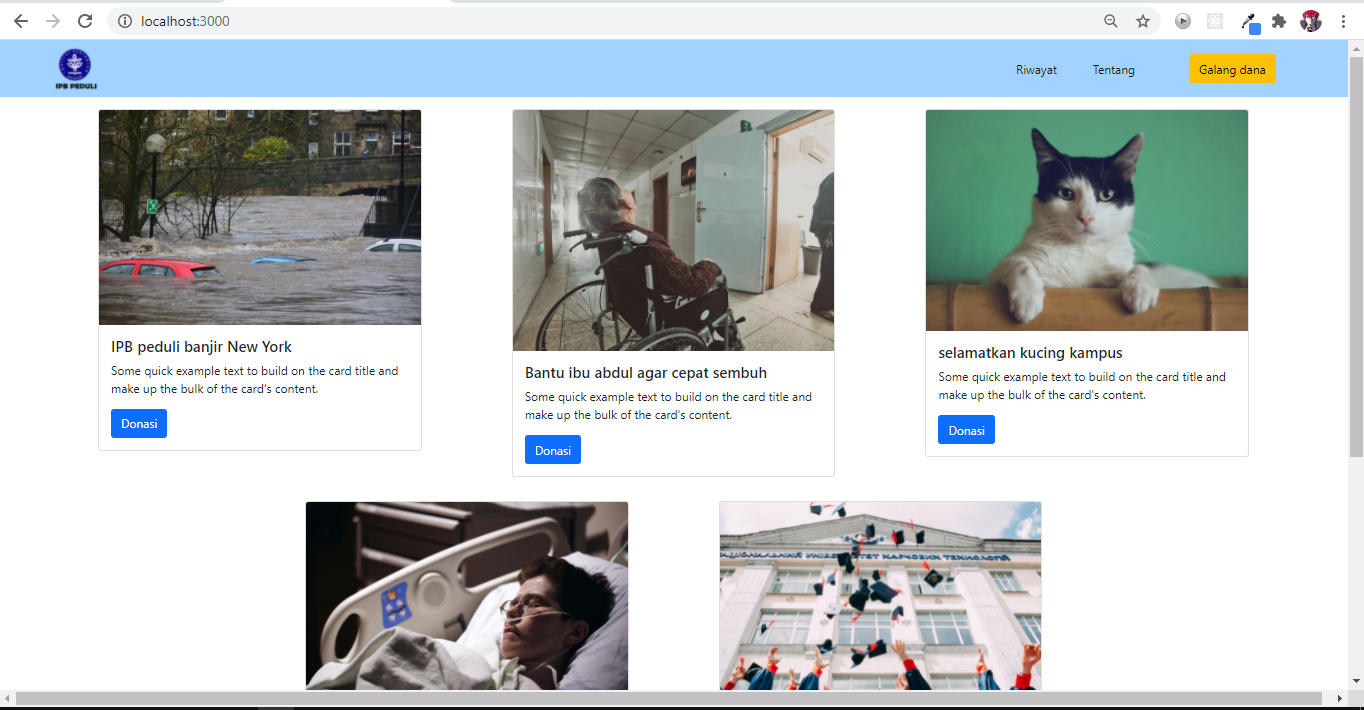 localhost:3000
IPB PEDULI
Riwayat
Tentang
Galang dana
IPB peduli banjir New York
Some quick example text to build on the card title and
make up the bulk of the card's content.
Donasi
Bantu ibu abdul agar cepat sembuh
Some quick example text to build on the card title and
make up the bulk of the card's content.
Donasi
selamatkan kucing kampus
Some quick example text to build on the card title and
make up the bulk of the card's content.
Donasi